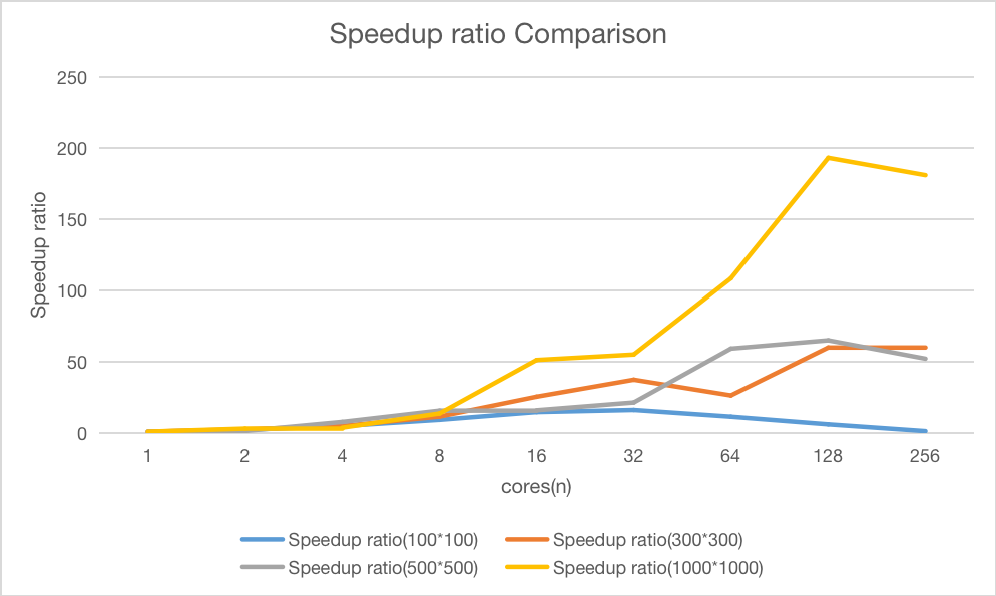 Speedup ratio Comparison
250
200
150
100
50
0
Speedup ratio
1 2 4 8 16 32 64 128 256
cores(n)
Speedup ratio(100*100) Speedup ratio(300*300)
Speedup ratio(500*500) Speedup ratio(1000*1000)